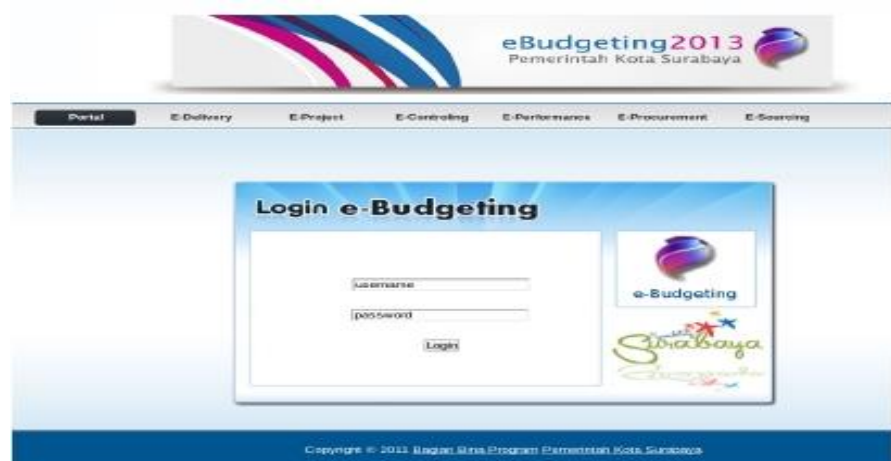 eBudgeting2013
Pemerintah Kota Surabaya
Portal E-Delivery E-Project E-Controling E-Performance E-Procurement E-Sourcing
Login e-Budgeting
username
password
Login
e-Budgeting
Surabaya
Copyright © 2011 Bagian Bina Program Pemerintah Kota Surabaya